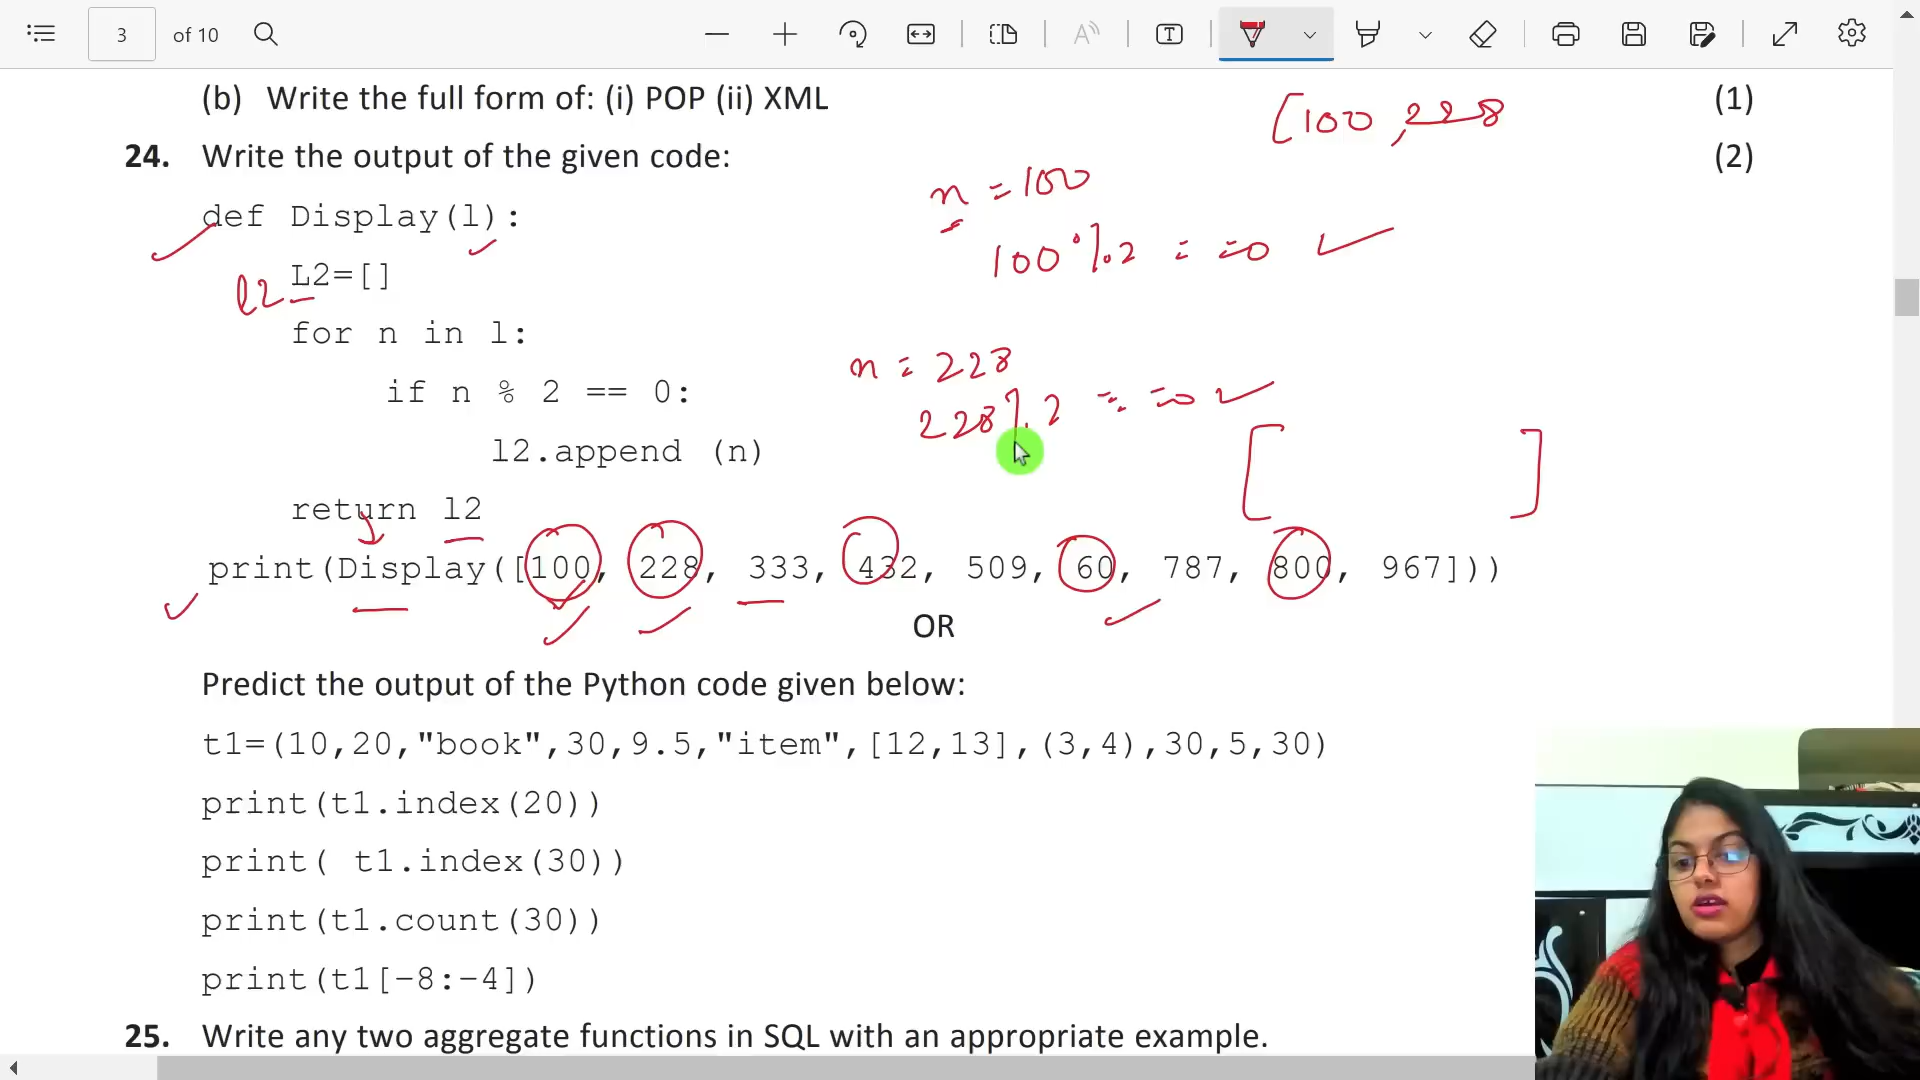 3 of 10
(b) Write the full form of: (i) POP (ii) XML (1)
[100, 228
24. Write the output of the given code: (2)
n = 100
def Display(l):
100 % 2 = = 0
L2=[]
l2
for n in l:
n = 228
if n % 2 == 0:
228 % 2 = = 0
l2.append (n)
[ ]
return l2
print(Display([100, 228, 333, 432, 509, 60, 787, 800, 967]))
OR
Predict the output of the Python code given below:
t1=(10,20,"book",30,9.5,"item",[12,13],(3,4),30,5,30)
print(t1.index(20))
print( t1.index(30))
print(t1.count(30))
print(t1[-8:-4])
25. Write any two aggregate functions in SQL with an appropriate example.